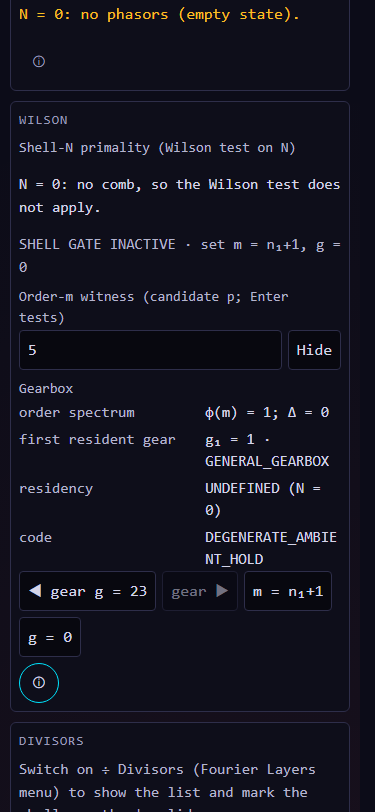 N = 0: no phasors (empty state).
ⓘ
WILSON
Shell-N primality (Wilson test on N)
N = 0: no comb, so the Wilson test does
not apply.
SHELL GATE INACTIVE · set m = n₁+1, g =
0
Order-m witness (candidate p; Enter
tests)
5 Hide
Gearbox
order spectrum ϕ(m) = 1; Δ = 0
first resident gear g₁ = 1 ·
GENERAL_GEARBOX
residency UNDEFINED (N =
0)
code DEGENERATE_AMBIE
NT_HOLD
◀ gear g = 23 gear ▶ m = n₁+1
g = 0
ⓘ
DIVISORS
Switch on ÷ Divisors (Fourier Layers
menu) to show the list and mark the